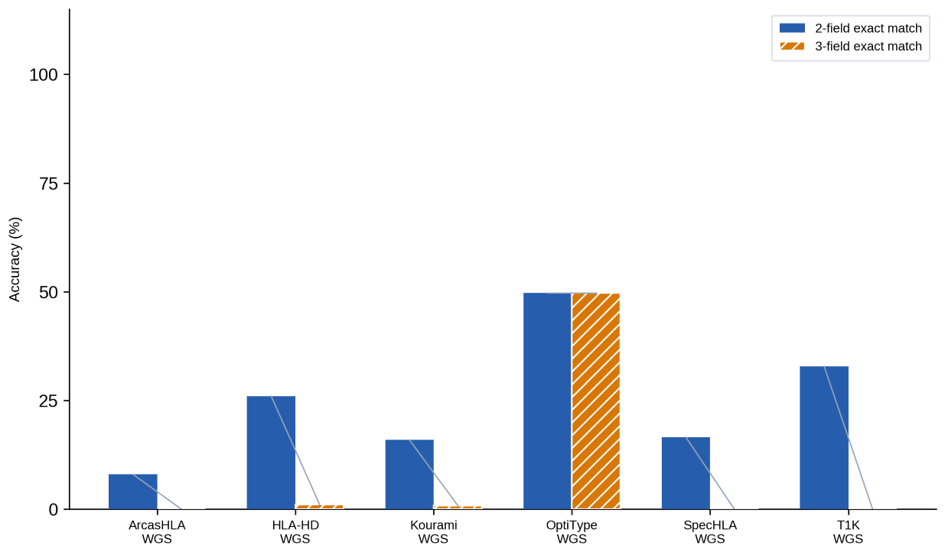 2-field exact match
3-field exact match
100
75
50
25
0
Accuracy (%)
ArcasHLA
WGS
HLA-HD
WGS
Kourami
WGS
OptiType
WGS
SpecHLA
WGS
T1K
WGS